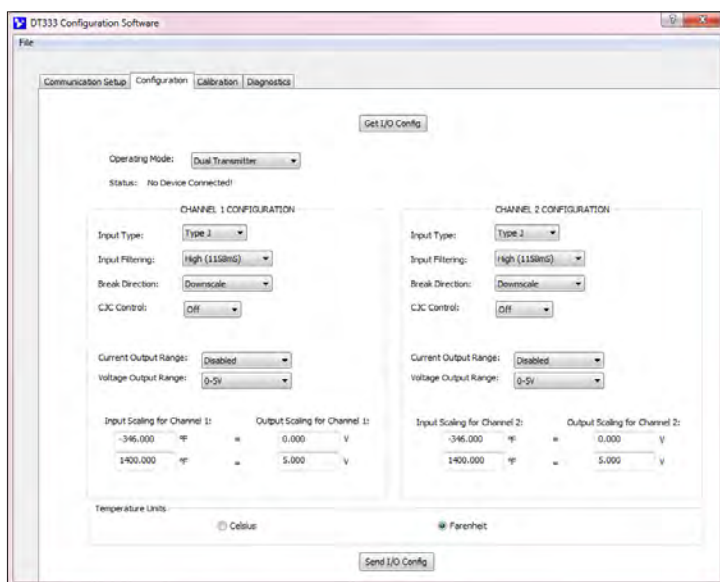 DT333 Configuration Software
File
Communication Setup Configuration Calibration Diagnostics
Get I/O Config
Operating Mode: Dual Transmitter
Status: No Device Connected!
CHANNEL 1 CONFIGURATION
Input Type: Type J
Input Filtering: High (1158mS)
Break Direction: Downscale
CJC Control: Off
Current Output Range: Disabled
Voltage Output Range: 0-5V
Input Scaling for Channel 1: Output Scaling for Channel 1:
-346.000 °F = 0.000 V
1400.000 °F = 5.000 V
CHANNEL 2 CONFIGURATION
Input Type: Type J
Input Filtering: High (1158mS)
Break Direction: Downscale
CJC Control: Off
Current Output Range: Disabled
Voltage Output Range: 0-5V
Input Scaling for Channel 2: Output Scaling for Channel 2:
-346.000 °F = 0.000 V
1400.000 °F = 5.000 V
Temperature Units
Celsius Farenheit
Send I/O Config